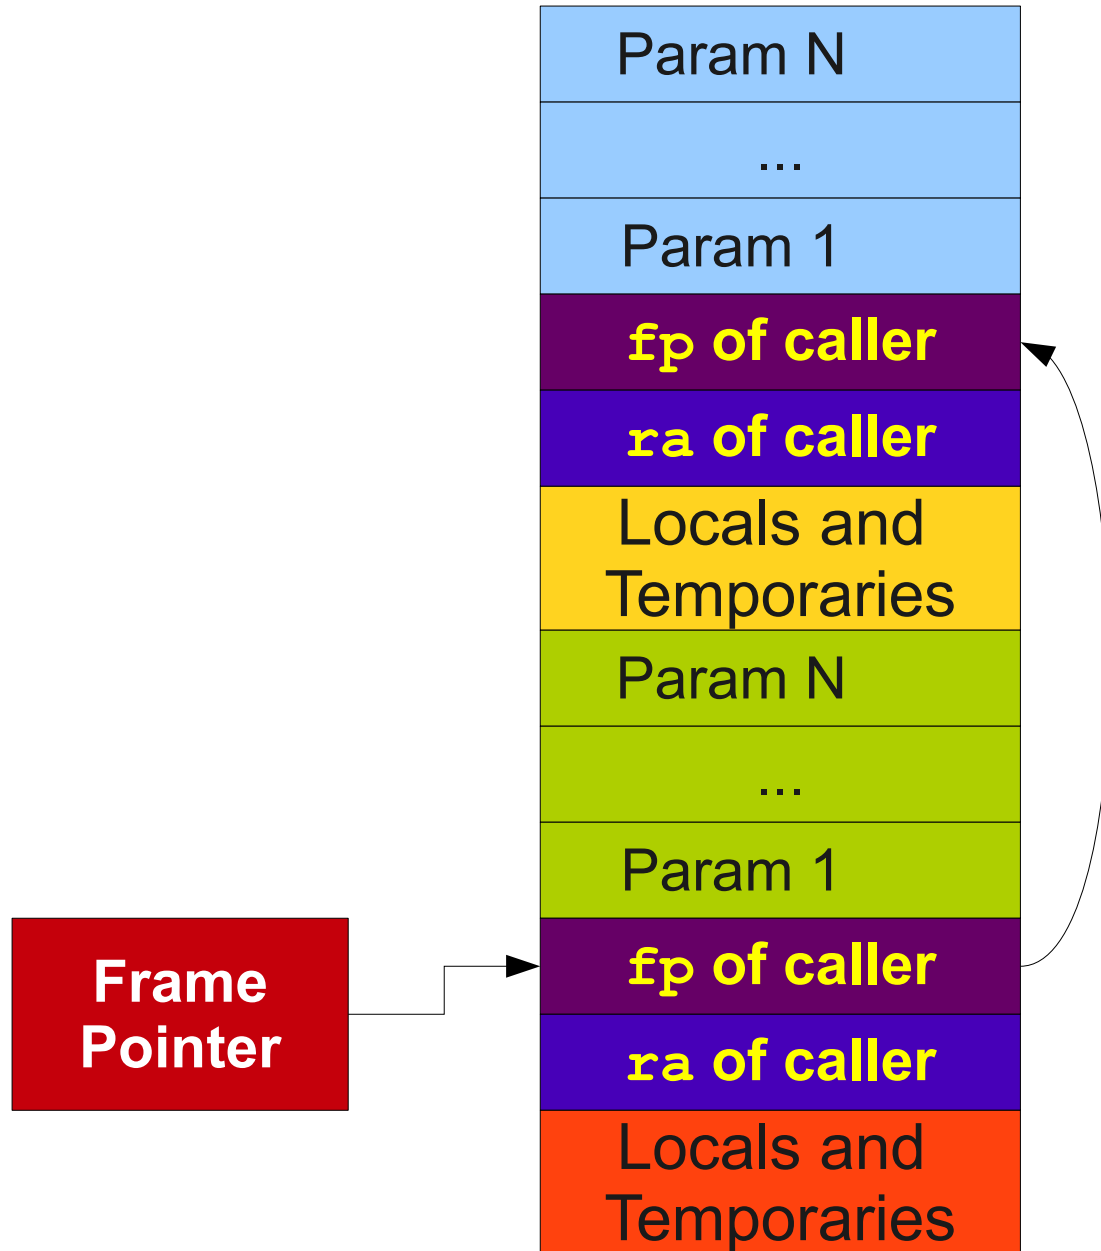 Param N
...
Param 1
fp of caller
ra of caller
Locals and
Temporaries
Param N
...
Param 1
Frame
Pointer
fp of caller
ra of caller
Locals and
Temporaries